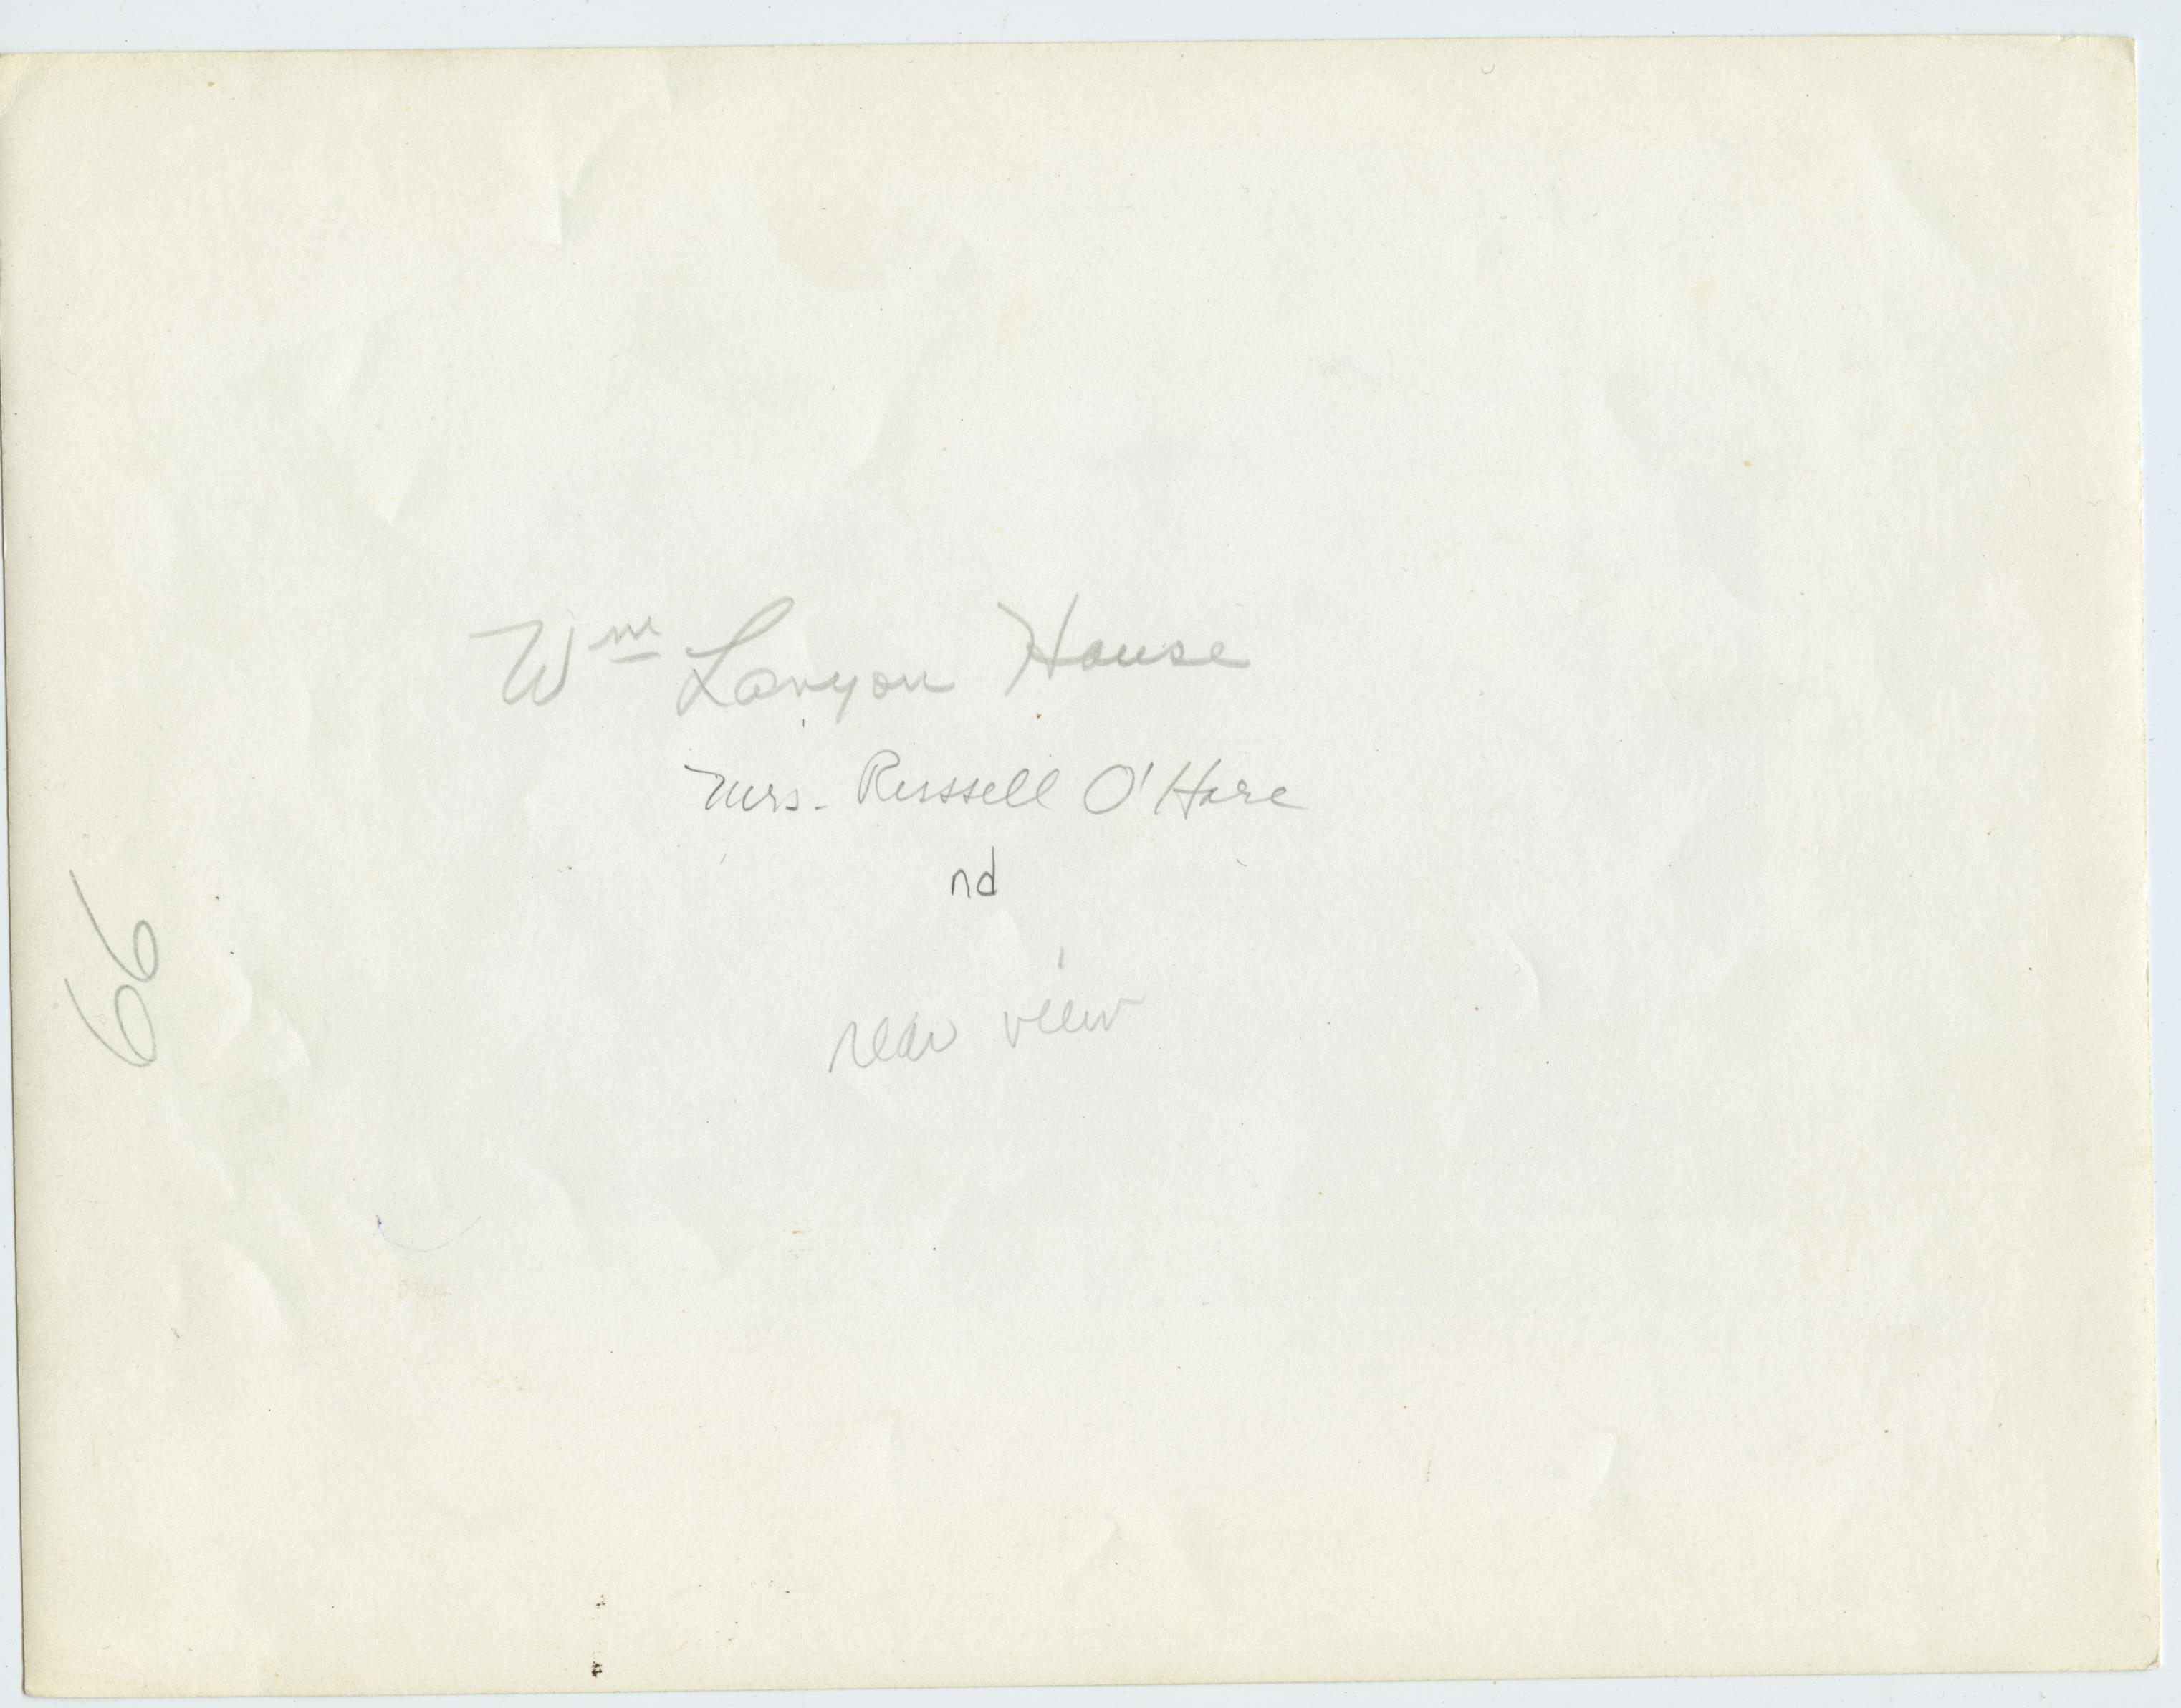 Wm Lanyon House
Mrs. Russell O'Hare
nd
rear view
66